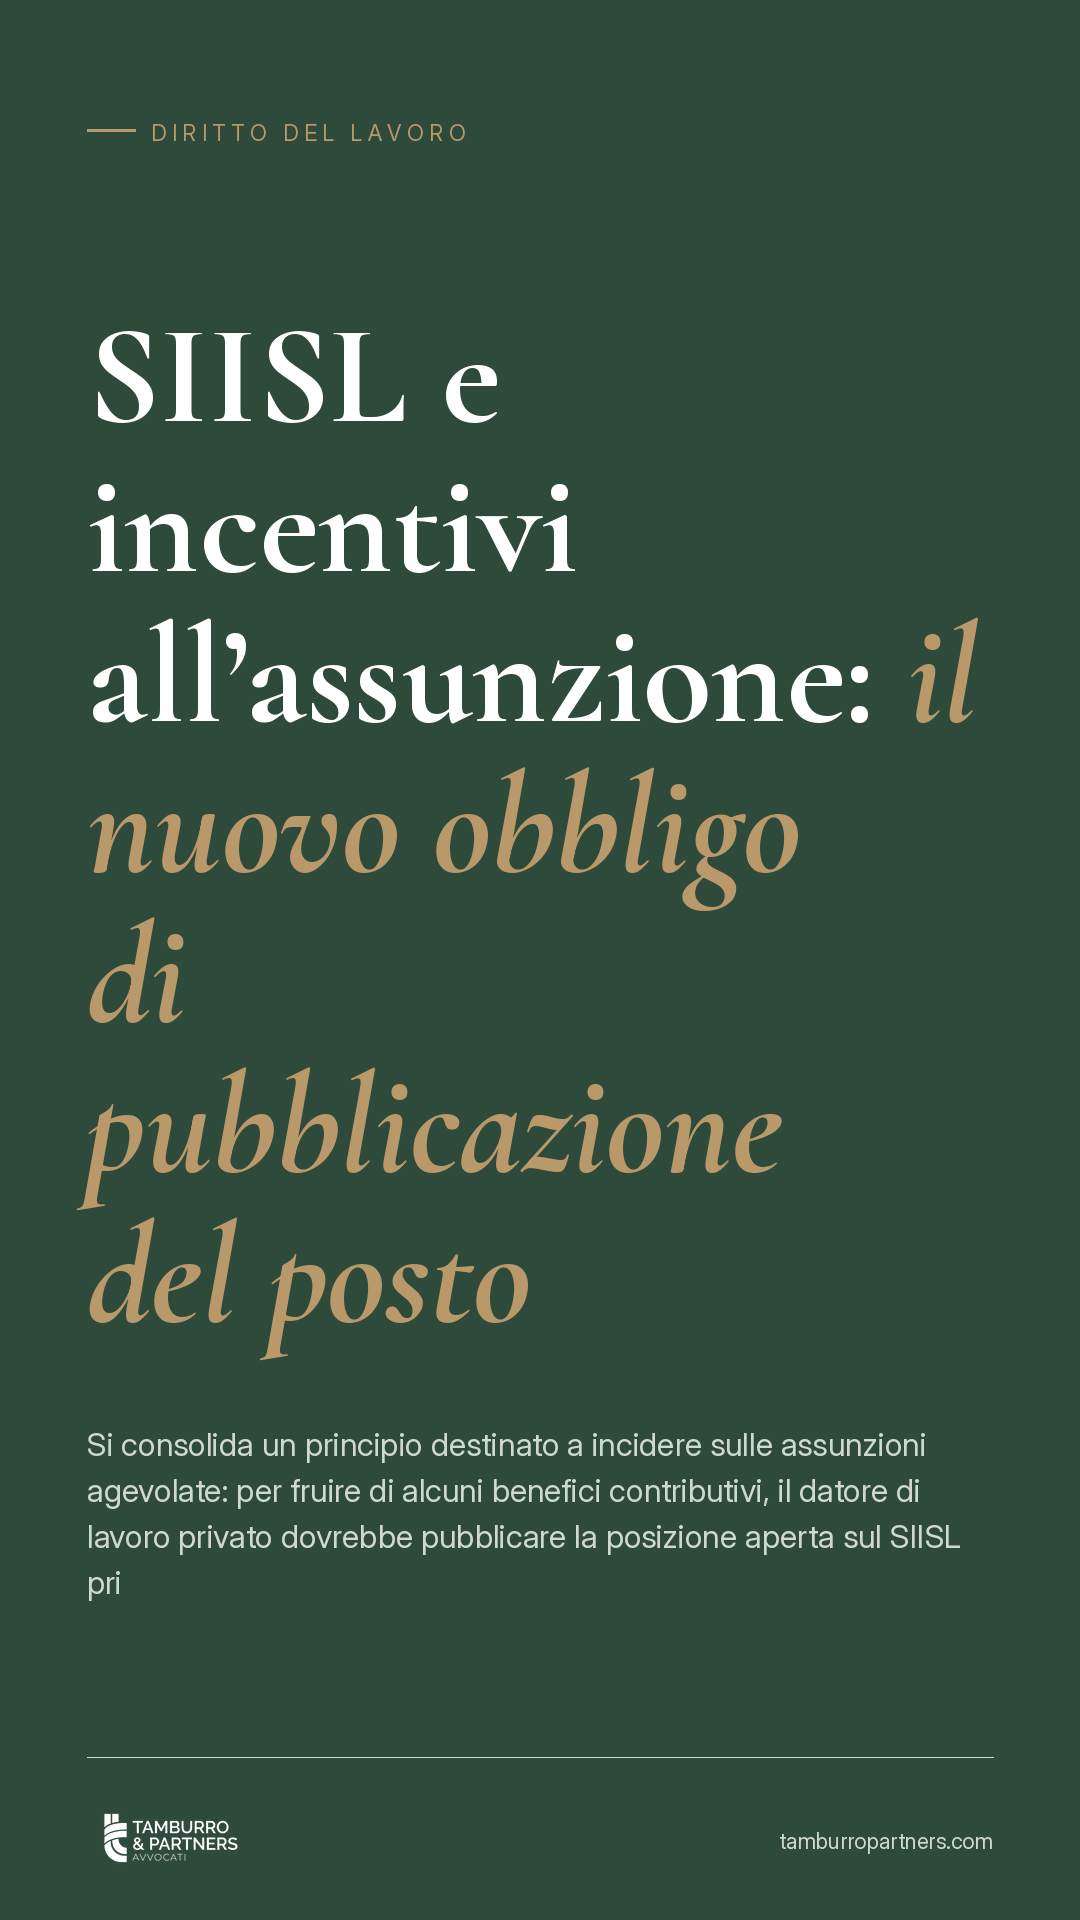 DIRITTO DEL LAVORO
SIISL e
incentivi
all’assunzione: il
nuovo obbligo
di
pubblicazione
del posto
Si consolida un principio destinato a incidere sulle assunzioni
agevolate: per fruire di alcuni benefici contributivi, il datore di
lavoro privato dovrebbe pubblicare la posizione aperta sul SIISL
pri
TAMBURRO
& PARTNERS
AVVOCATI
tamburropartners.com